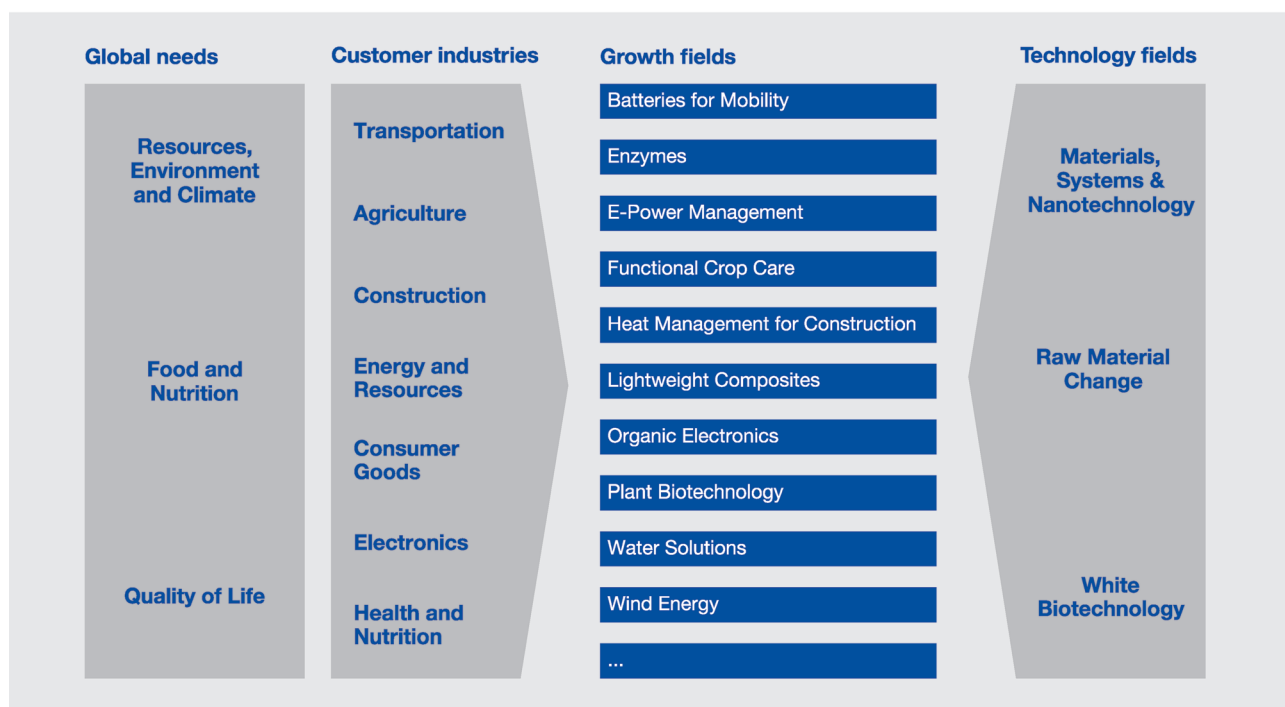 Global needs
Resources,
Environment
and Climate
Food and
Nutrition
Quality of Life
Customer industries
Transportation
Agriculture
Construction
Energy and
Resources
Consumer
Goods
Electronics
Health and
Nutrition
Growth fields
Batteries for Mobility
Enzymes
E-Power Management
Functional Crop Care
Heat Management for Construction
Lightweight Composites
Organic Electronics
Plant Biotechnology
Water Solutions
Wind Energy
...
Technology fields
Materials,
Systems &
Nanotechnology
Raw Material
Change
White
Biotechnology